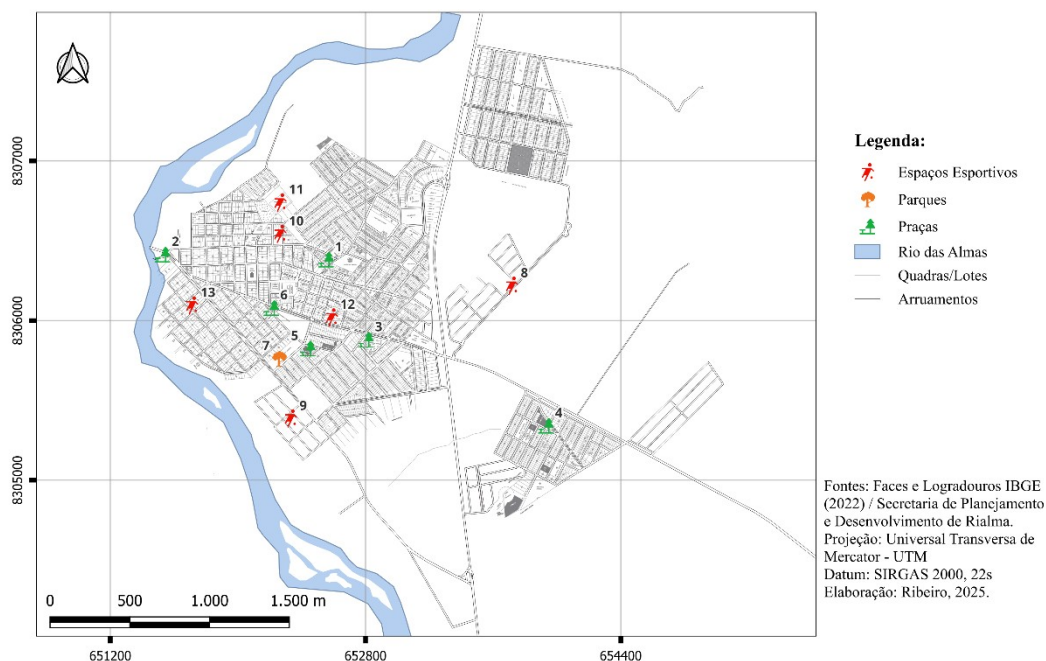 8307000
8306000
8305000
11
10
1
2
8
13
6
12
3
5
7
9
4
0 500 1.000 1.500 m
651200 652800 654400
Legenda:
Espaços Esportivos
Parques
Praças
Rio das Almas
Quadras/Lotes
Arruamentos
Fontes: Faces e Logradouros IBGE
(2022) / Secretaria de Planejamento
e Desenvolvimento de Rialma.
Projeção: Universal Transversa de
Mercator - UTM
Datum: SIRGAS 2000, 22s
Elaboração: Ribeiro, 2025.